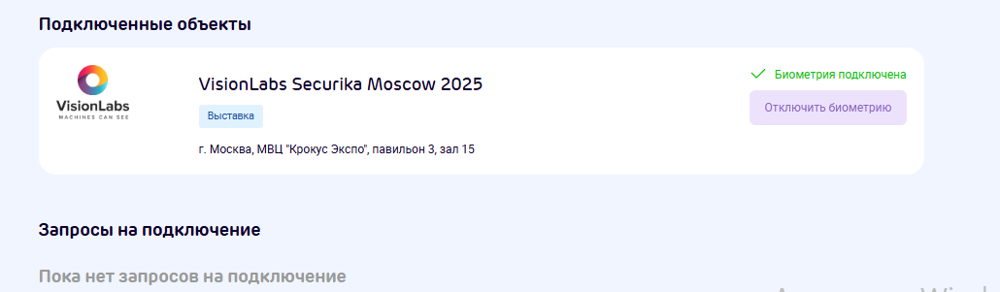 Подключенные объекты
VisionLabs
MACHINES CAN SEE
VisionLabs Securika Moscow 2025
Выставка
г. Москва, МВЦ "Крокус Экспо", павильон 3, зал 15
Биометрия подключена
Отключить биометрию
Запросы на подключение
Пока нет запросов на подключение